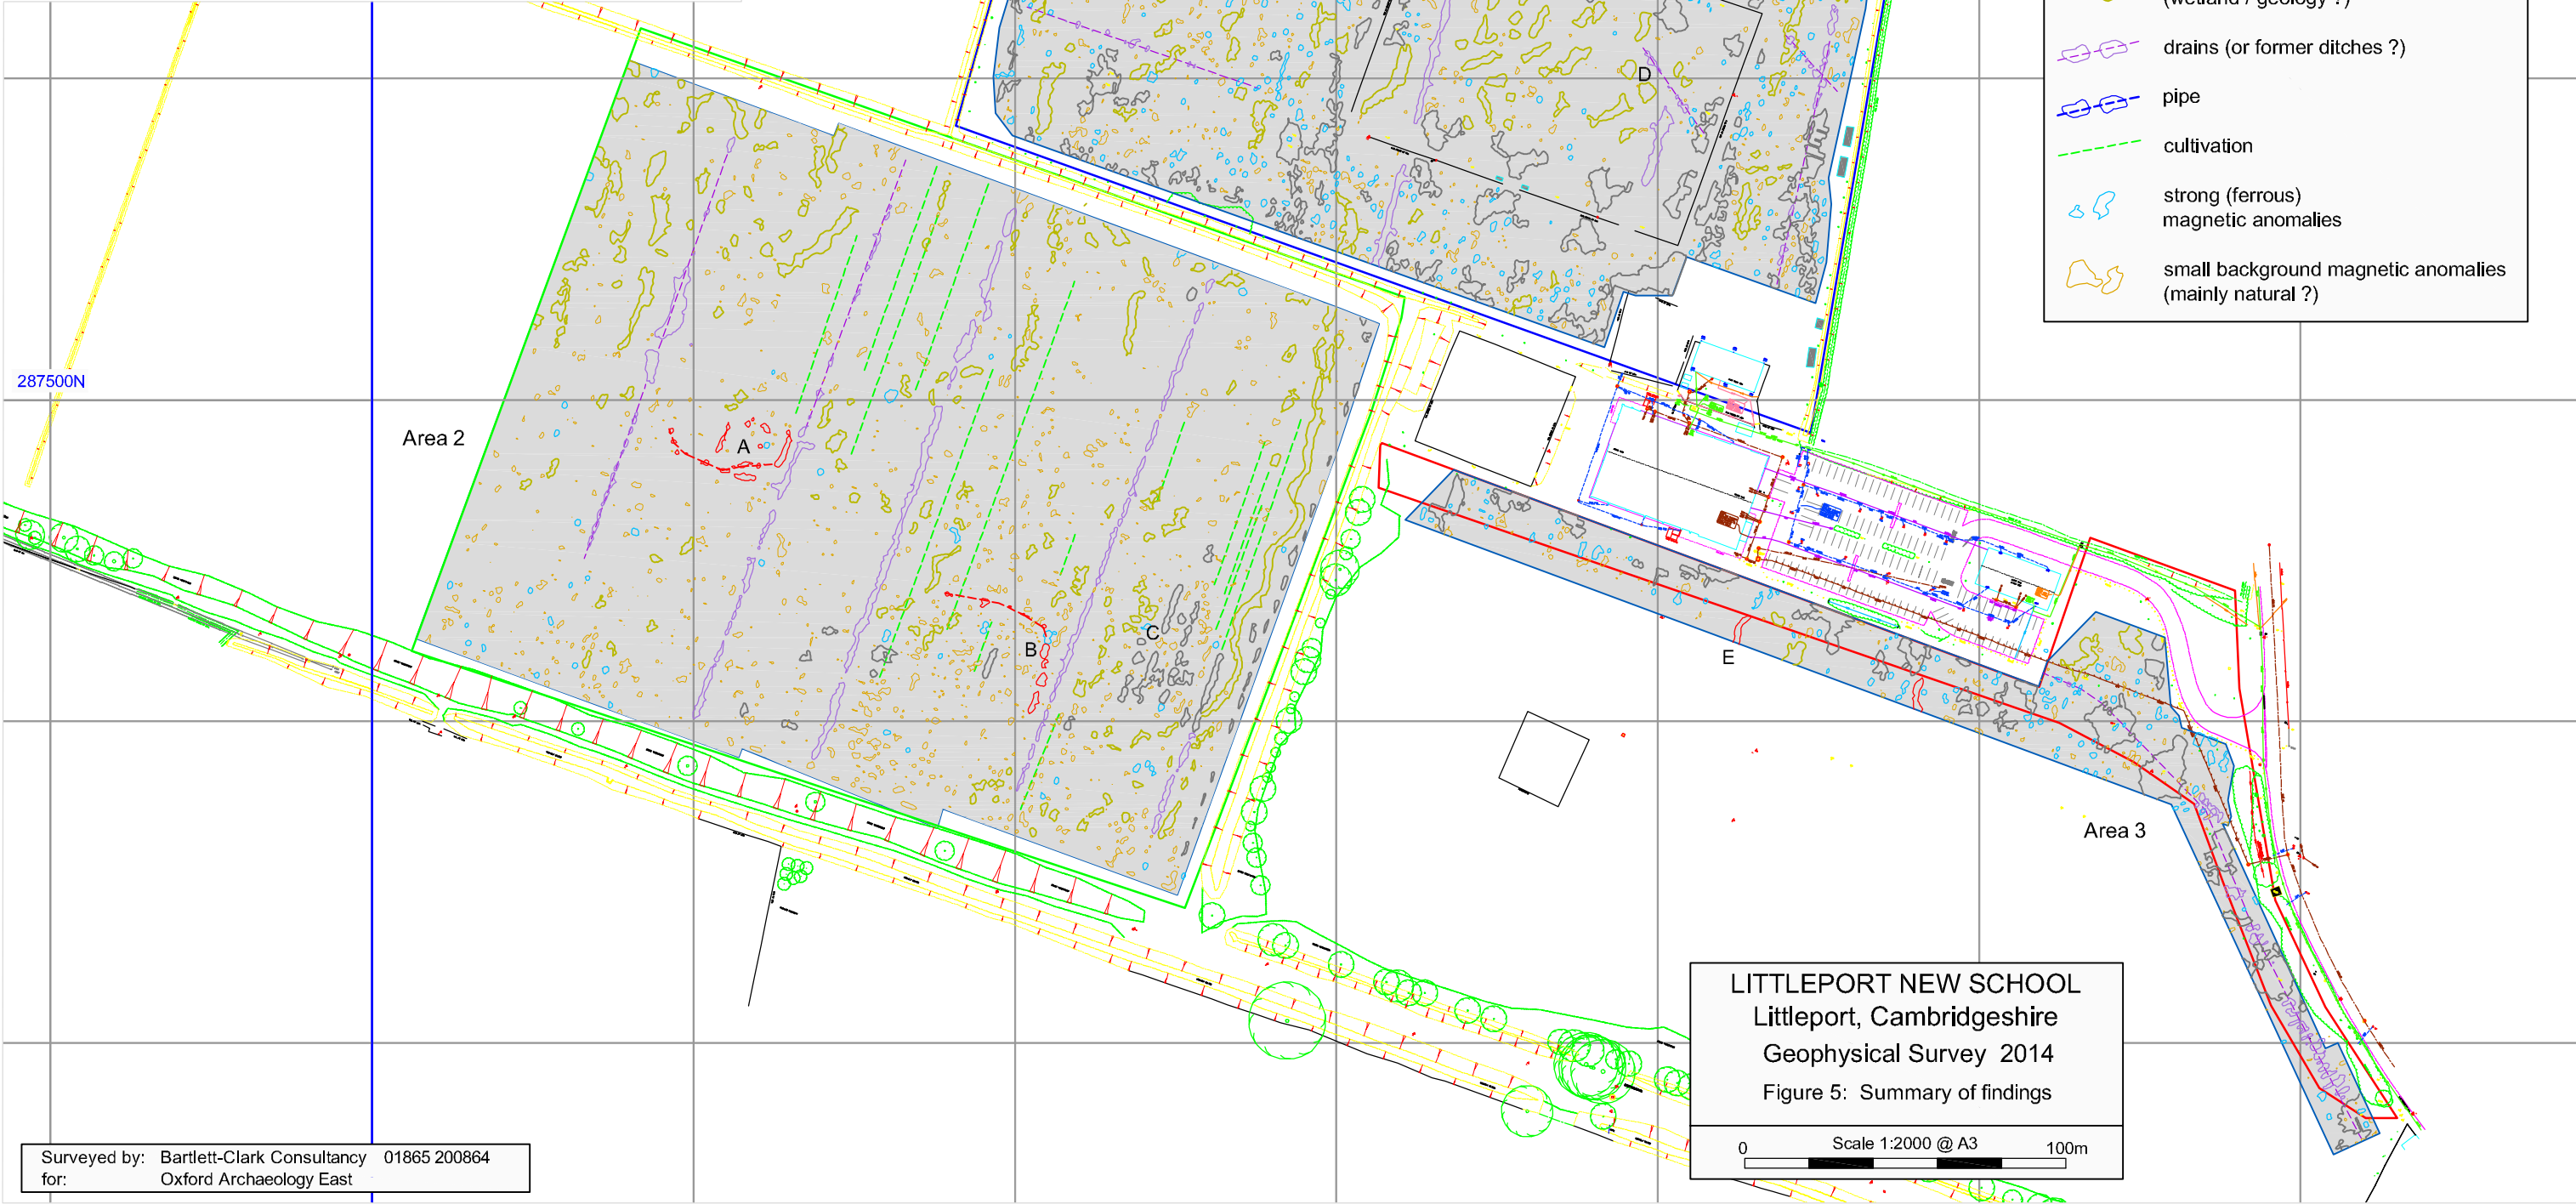 (wetland / geology ?)
drains (or former ditches ?)
pipe
cultivation
strong (ferrous)
magnetic anomalies
small background magnetic anomalies
(mainly natural ?)
D
287500N
Area 2
A
B
C
E
Area 3
LITTLEPORT NEW SCHOOL
Littleport, Cambridgeshire
Geophysical Survey 2014
Figure 5: Summary of findings
Scale 1:2000 @ A3
0 100m
Surveyed by: Bartlett-Clark Consultancy 01865 200864
for: Oxford Archaeology East